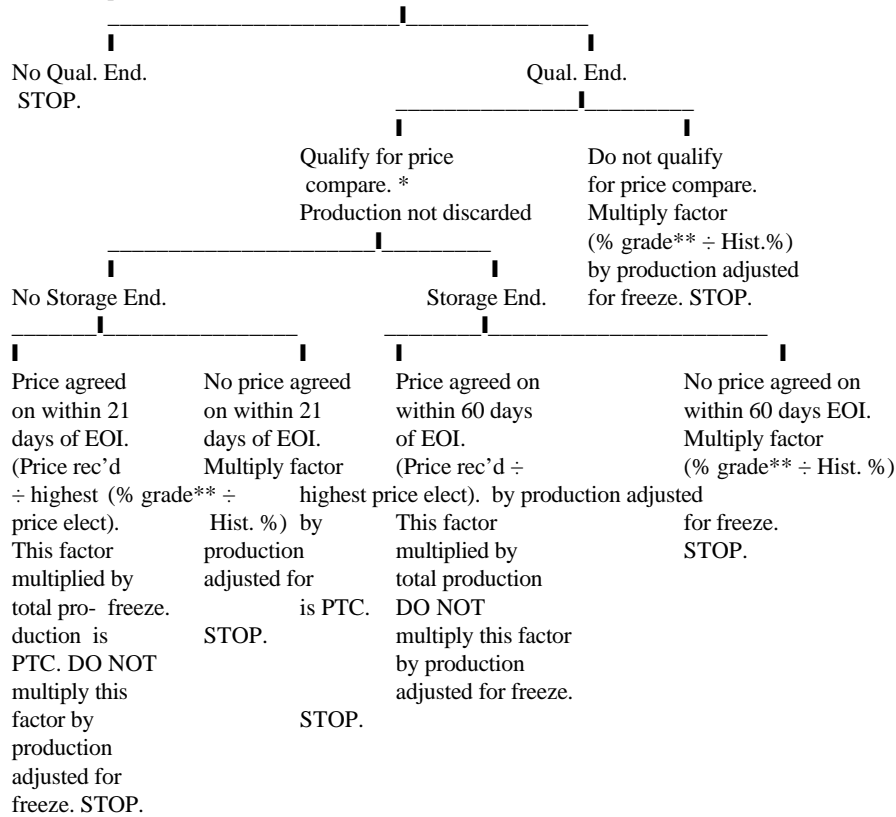 No Qual. End. Qual. End.
STOP.
Qualify for price Do not qualify
compare. * for price compare.
Production not discarded Multiply factor
(% grade** ÷ Hist.%)
by production adjusted
No Storage End. Storage End. for freeze. STOP.
Price agreed No price agreed Price agreed on No price agreed on
on within 21 on within 21 within 60 days within 60 days EOI.
days of EOI. days of EOI. of EOI. Multiply factor
(Price rec'd Multiply factor (Price rec'd ÷ (% grade** ÷ Hist. %)
÷ highest (% grade** ÷ highest price elect). by production adjusted
price elect). Hist. %) by This factor for freeze.
This factor production multiplied by STOP.
multiplied by adjusted for total production
total pro- freeze. is PTC. DO NOT
duction is STOP. multiply this factor
PTC. DO NOT by production
multiply this adjusted for freeze.
factor by STOP.
production
adjusted for
freeze. STOP.